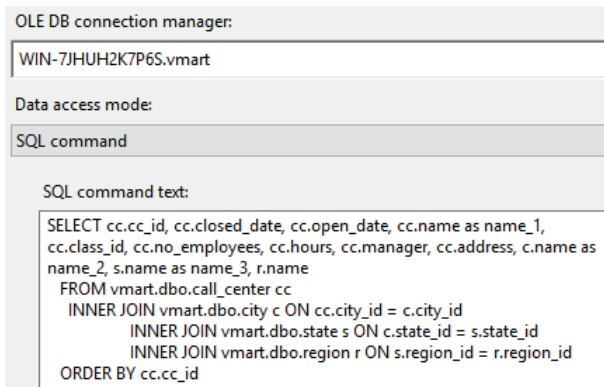 OLE DB connection manager:
WIN-7JHUH2K7P6S.vmart
Data access mode:
SQL command
SQL command text:
SELECT cc.cc_id, cc.closed_date, cc.open_date, cc.name as name_1,
cc.class_id, cc.no_employees, cc.hours, cc.manager, cc.address, c.name as
name_2, s.name as name_3, r.name
FROM vmart.dbo.call_center cc
INNER JOIN vmart.dbo.city c ON cc.city_id = c.city_id
INNER JOIN vmart.dbo.state s ON c.state_id = s.state_id
INNER JOIN vmart.dbo.region r ON s.region_id = r.region_id
ORDER BY cc.cc_id